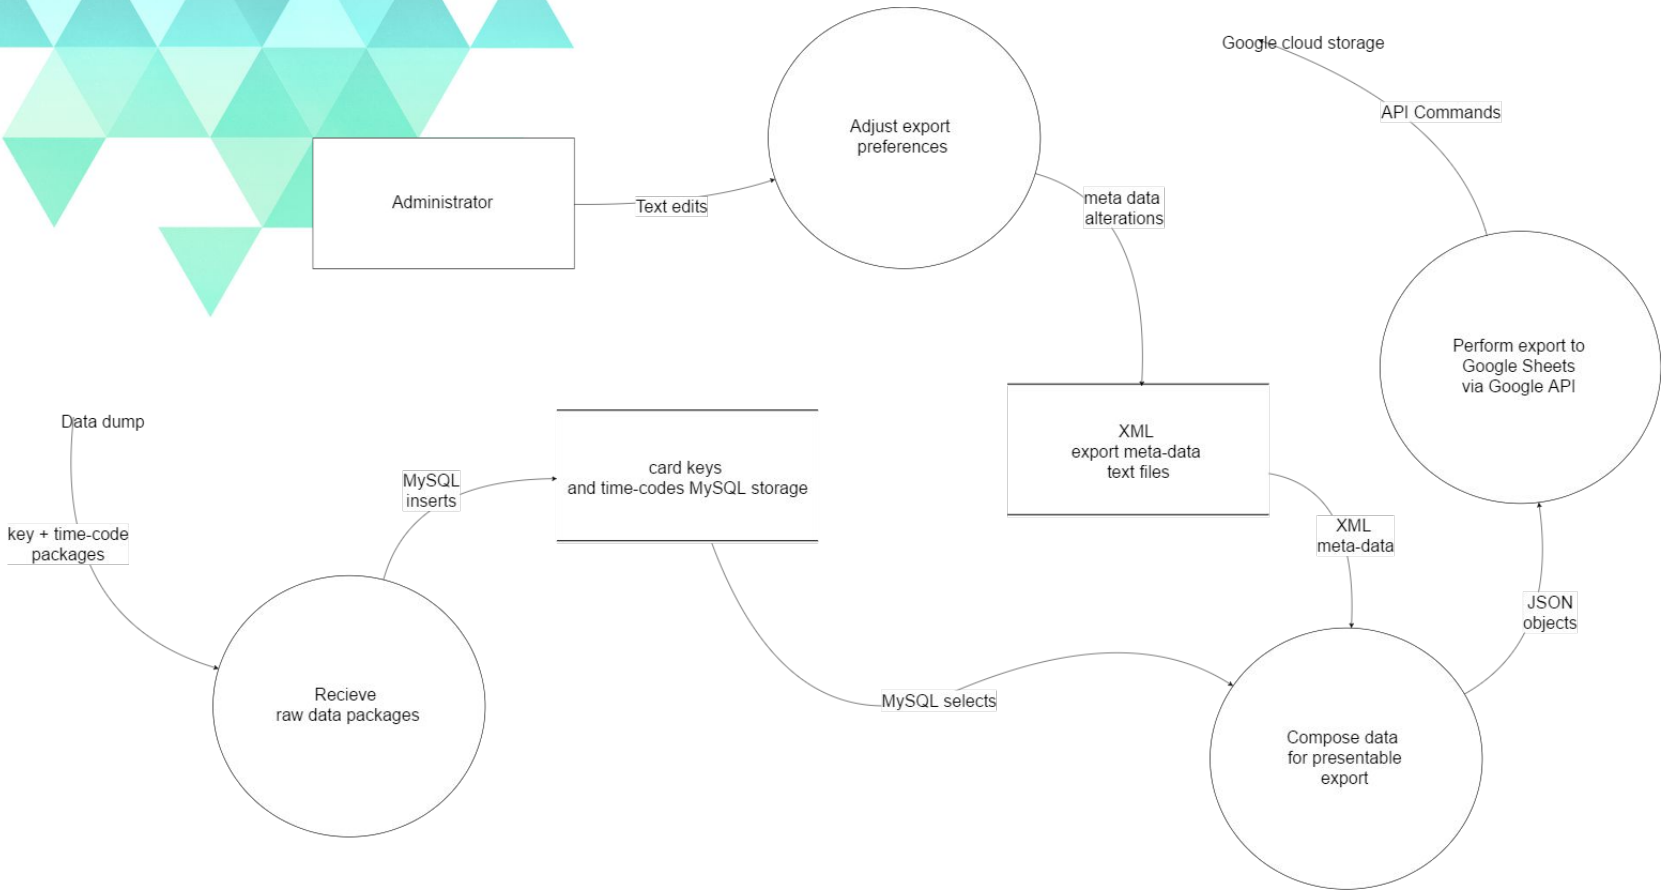 Google cloud storage
API Commands
Adjust export
preferences
Administrator
Text edits
meta data
alterations
Perform export to
Google Sheets
via Google API
Data dump
XML
export meta-data
text files
card keys
and time-codes MySQL storage
MySQL
inserts
key + time-code
packages
XML
meta-data
JSON
objects
Recieve
raw data packages
MySQL selects
Compose data
for presentable
export